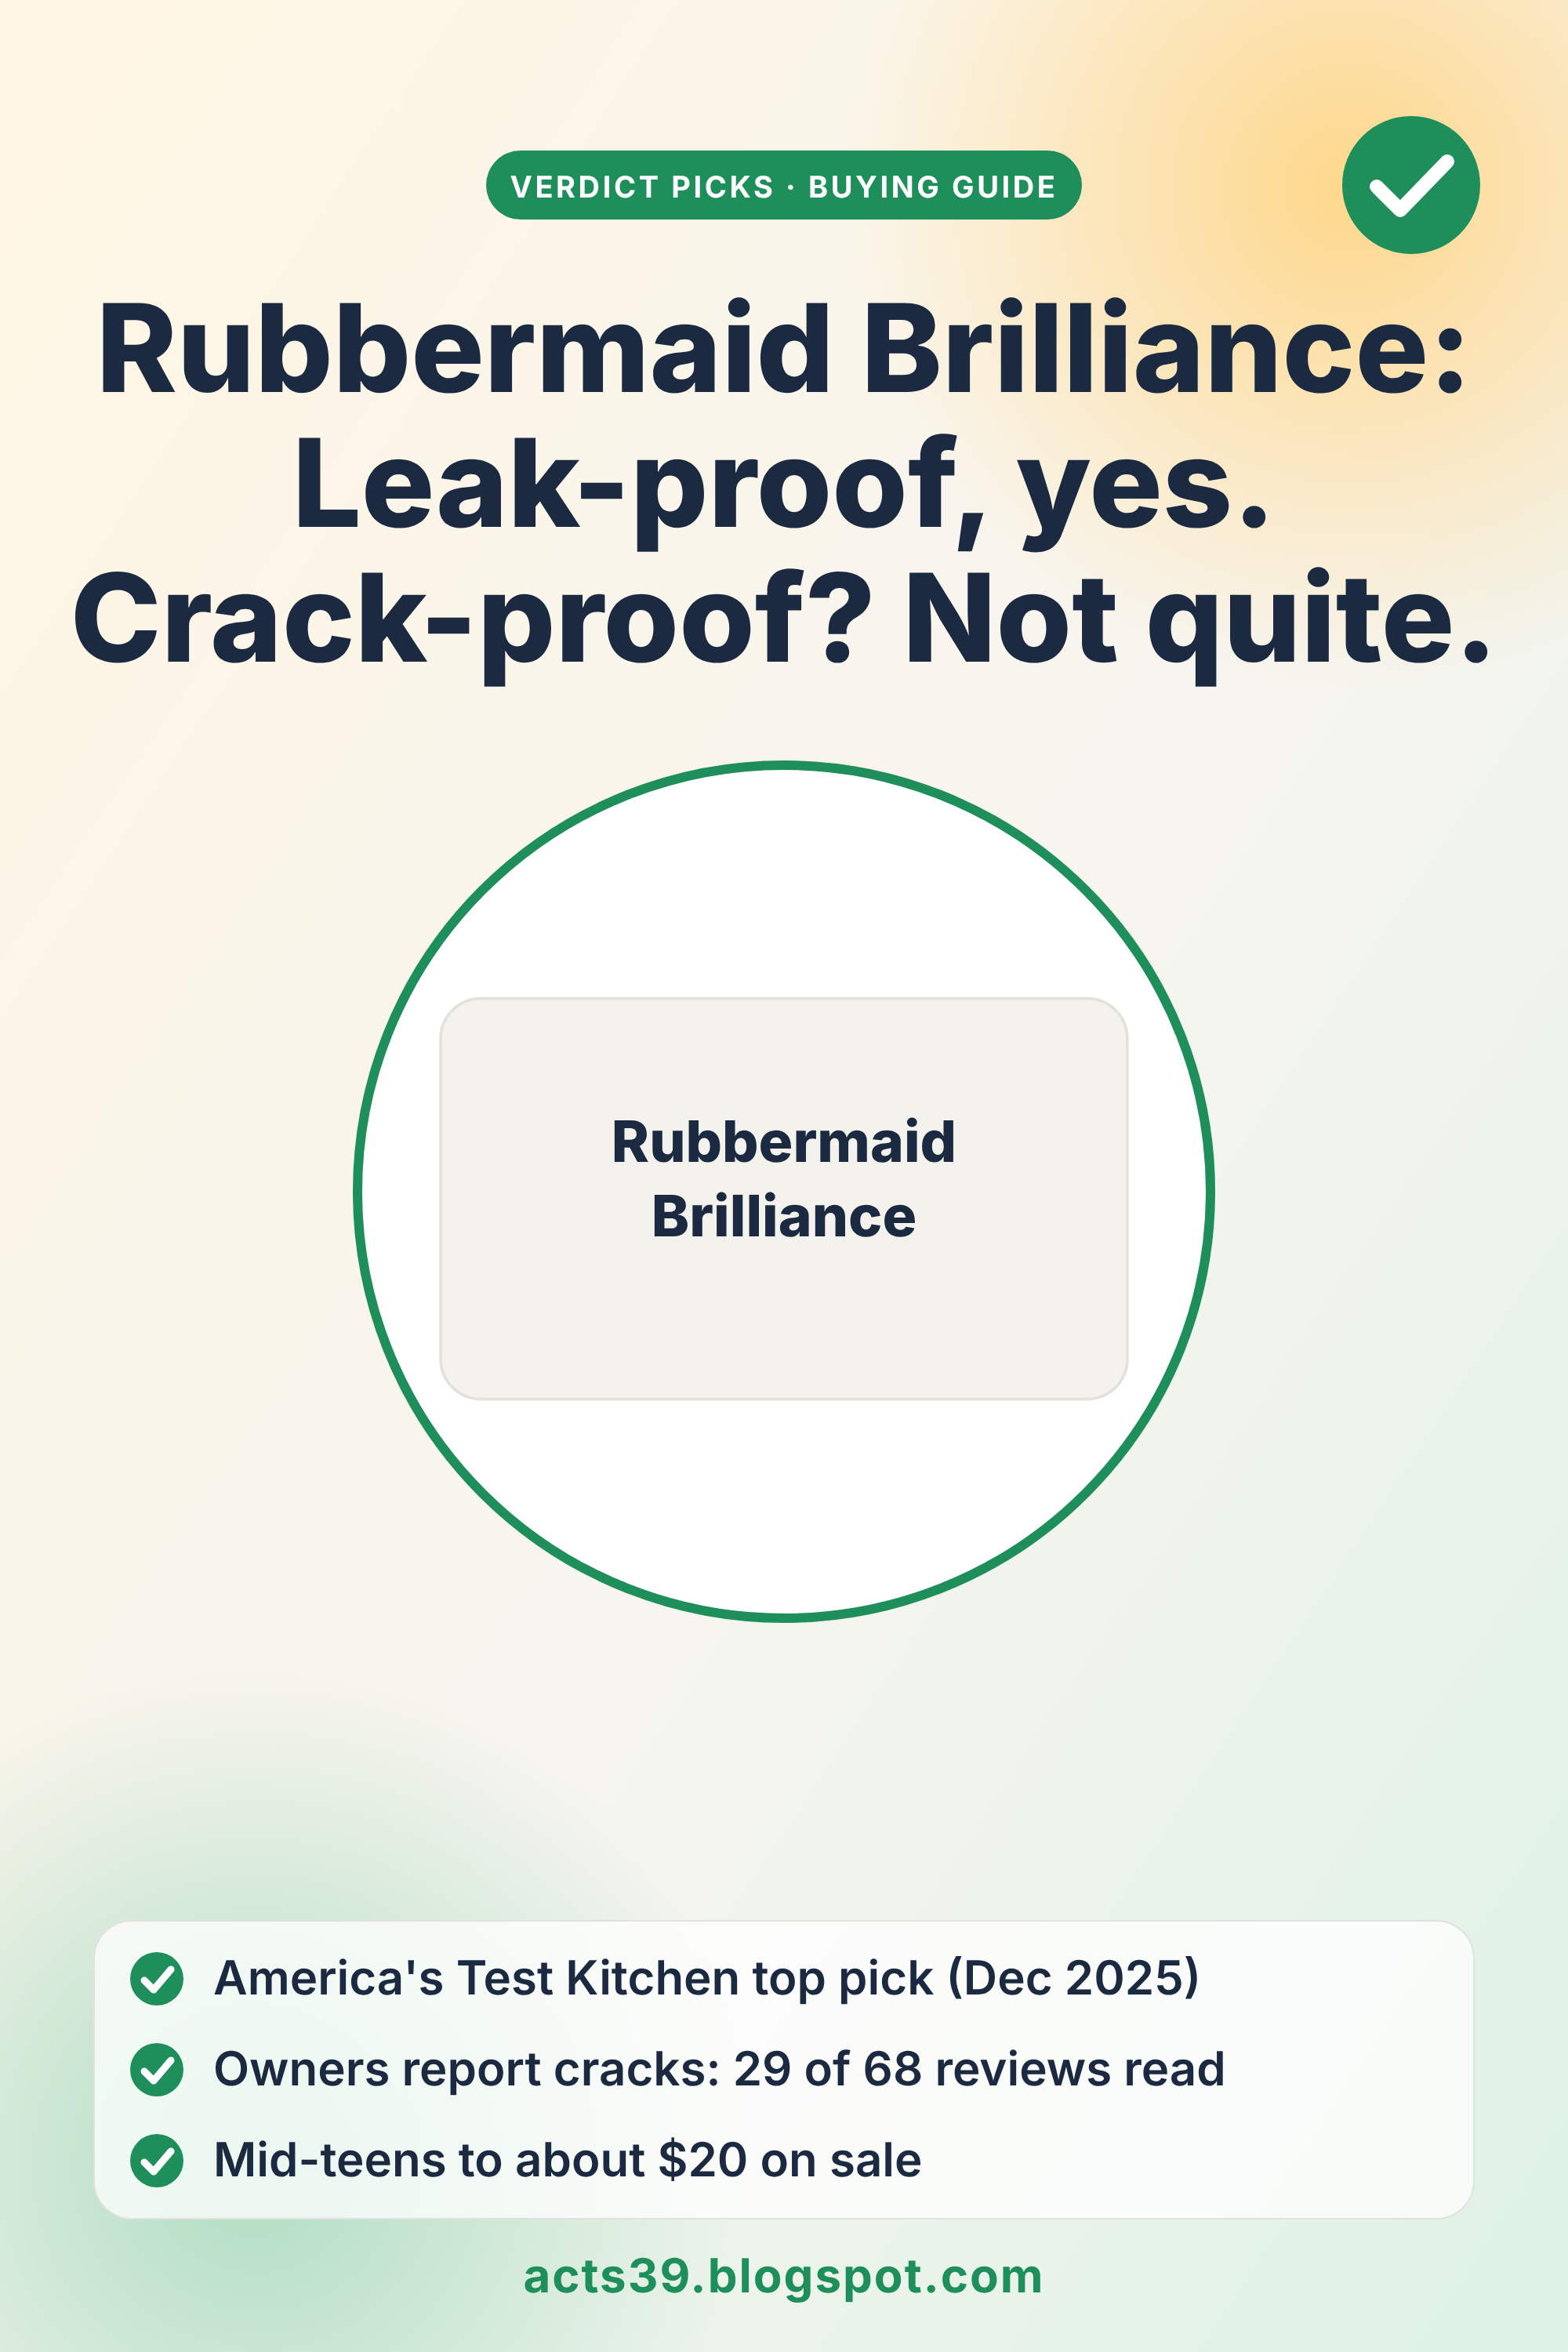 VERDICT PICKS · BUYING GUIDE
Rubbermaid Brilliance:
Leak-proof, yes.
Crack-proof? Not quite.
Rubbermaid
Brilliance
America's Test Kitchen top pick (Dec 2025)
Owners report cracks: 29 of 68 reviews read
Mid-teens to about $20 on sale
acts39.blogspot.com